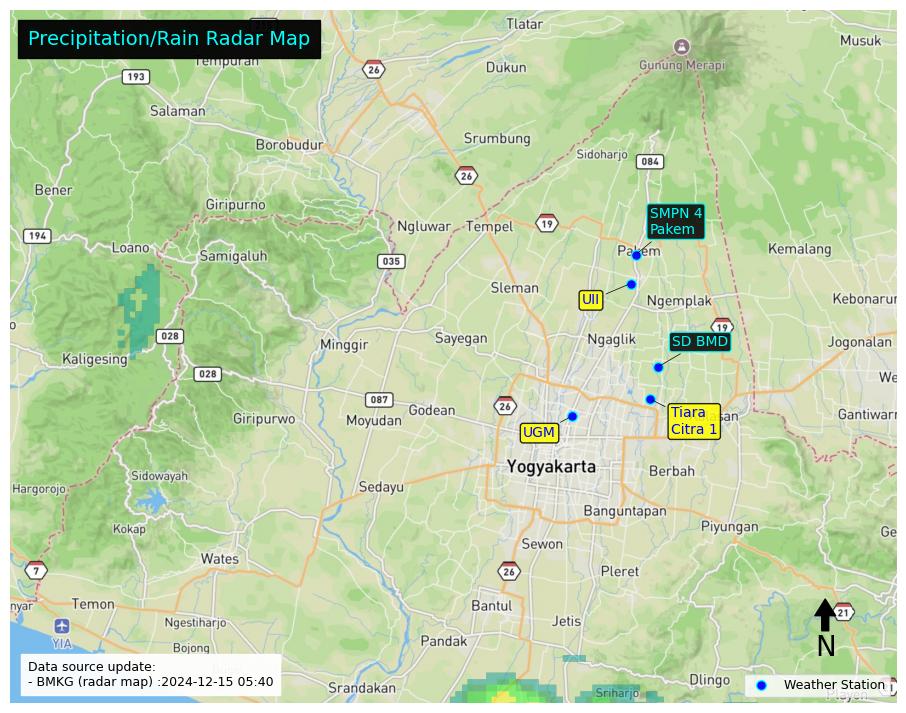 Precipitation/Rain Radar Map
Tlatar
Musuk
Tempuran
26
Dukun
Gunung Merapi
193
Salaman
Borobudur
Srumbung
Sidoharjo
084
26
Bener
Giripurno
SMPN 4
Pakem
194
Loano
Samigaluh
Ngluwar
Tempel
19
Pakem
Kemalang
035
Sleman
UII
Ngemplak
Kebonarun
028
Kaligesing
Minggir
Sayegan
Ngaglik
19
SD BMD
Jogonalan
028
087
Giripurwo
Moyudan
Godean
26
UGM
Tiara
Citra 1
Gantiwarn
Yogyakarta
Berbah
Hargorojo
Sidowayah
Sedayu
Kokap
Banguntapan
Piyungan
Wates
Sewon
7
26
Pleret
Temon
Bantul
21
YIA
Ngestiharjo
Jetis
N
Bojong
Pandak
Data source update:
- BMKG (radar map) :2024-12-15 05:40
Srandakan
Sriharjo
Dlingo
Weather Station
Playen